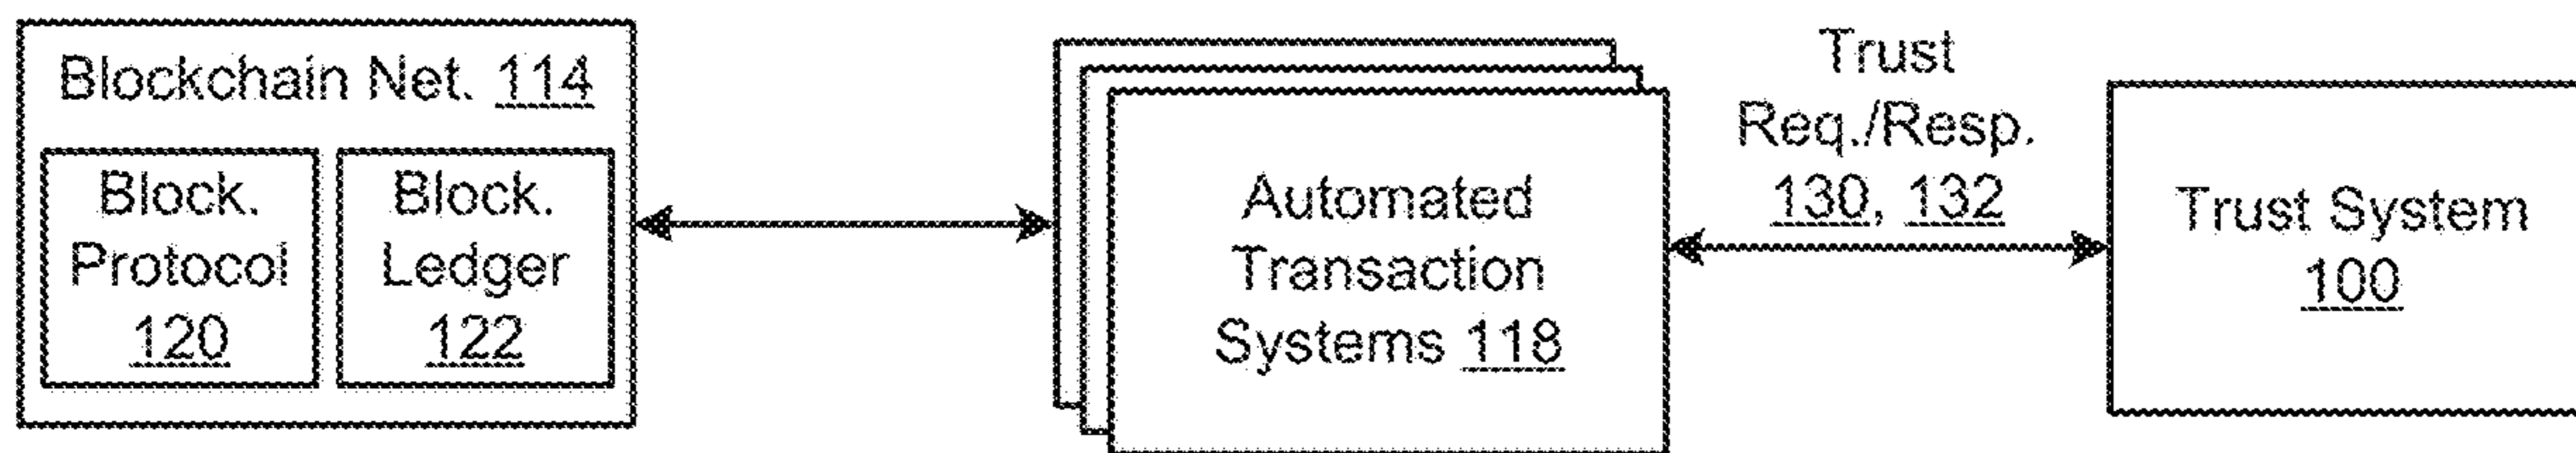 Blockchain Net. 114
Block.
Protocol
120
Block.
Ledger
122
Automated
Transaction
Systems 118
Trust
Req./Resp.
130, 132
Trust System
100